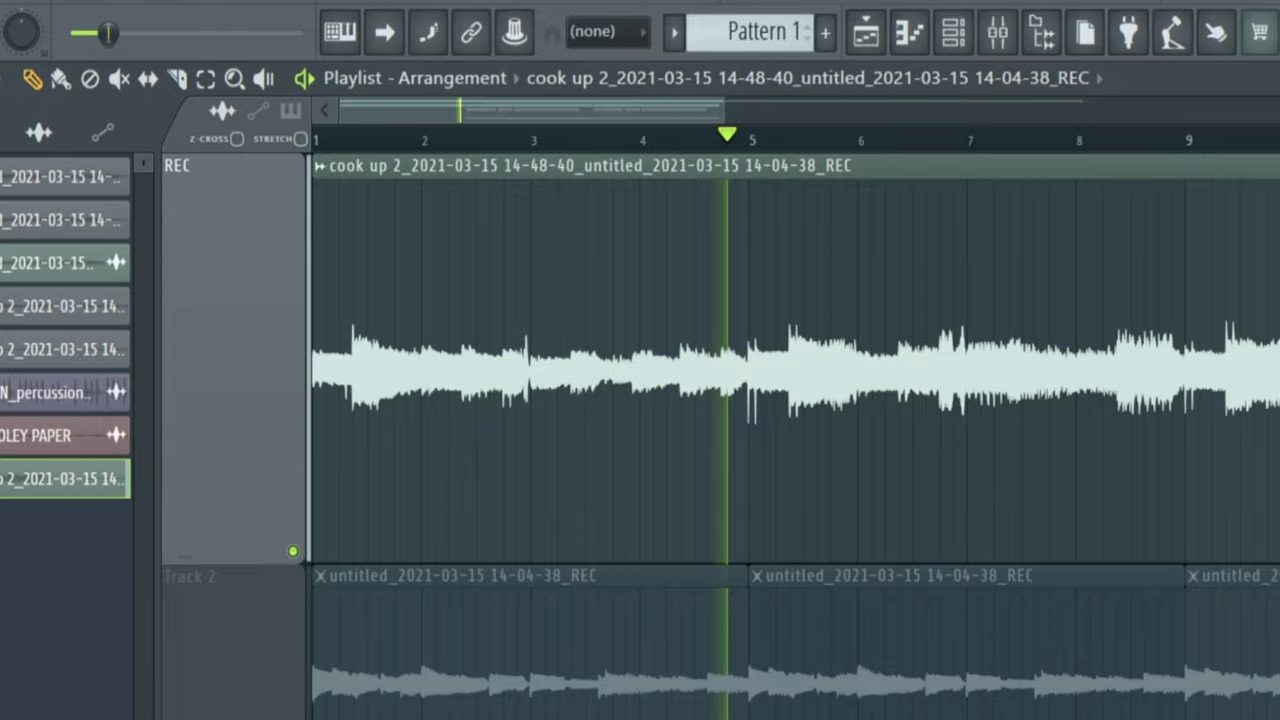 (none)
Pattern 1
+
Playlist - Arrangement › cook up 2_2021-03-15 14-48-40_untitled_2021-03-15 14-04-38_REC ›
Z-CROSS STRETCH
1 2 3 4 5 6 7 8 9
_2021-03-15 14-..
_2021-03-15 14-..
_2021-03-15..
2_2021-03-15 14..
2_2021-03-15 14..
N_percussion..
OLEY PAPER
2_2021-03-15 14..
REC
cook up 2_2021-03-15 14-48-40_untitled_2021-03-15 14-04-38_REC
Track 2
untitled_2021-03-15 14-04-38_REC
untitled_2021-03-15 14-04-38_REC
untitled_2